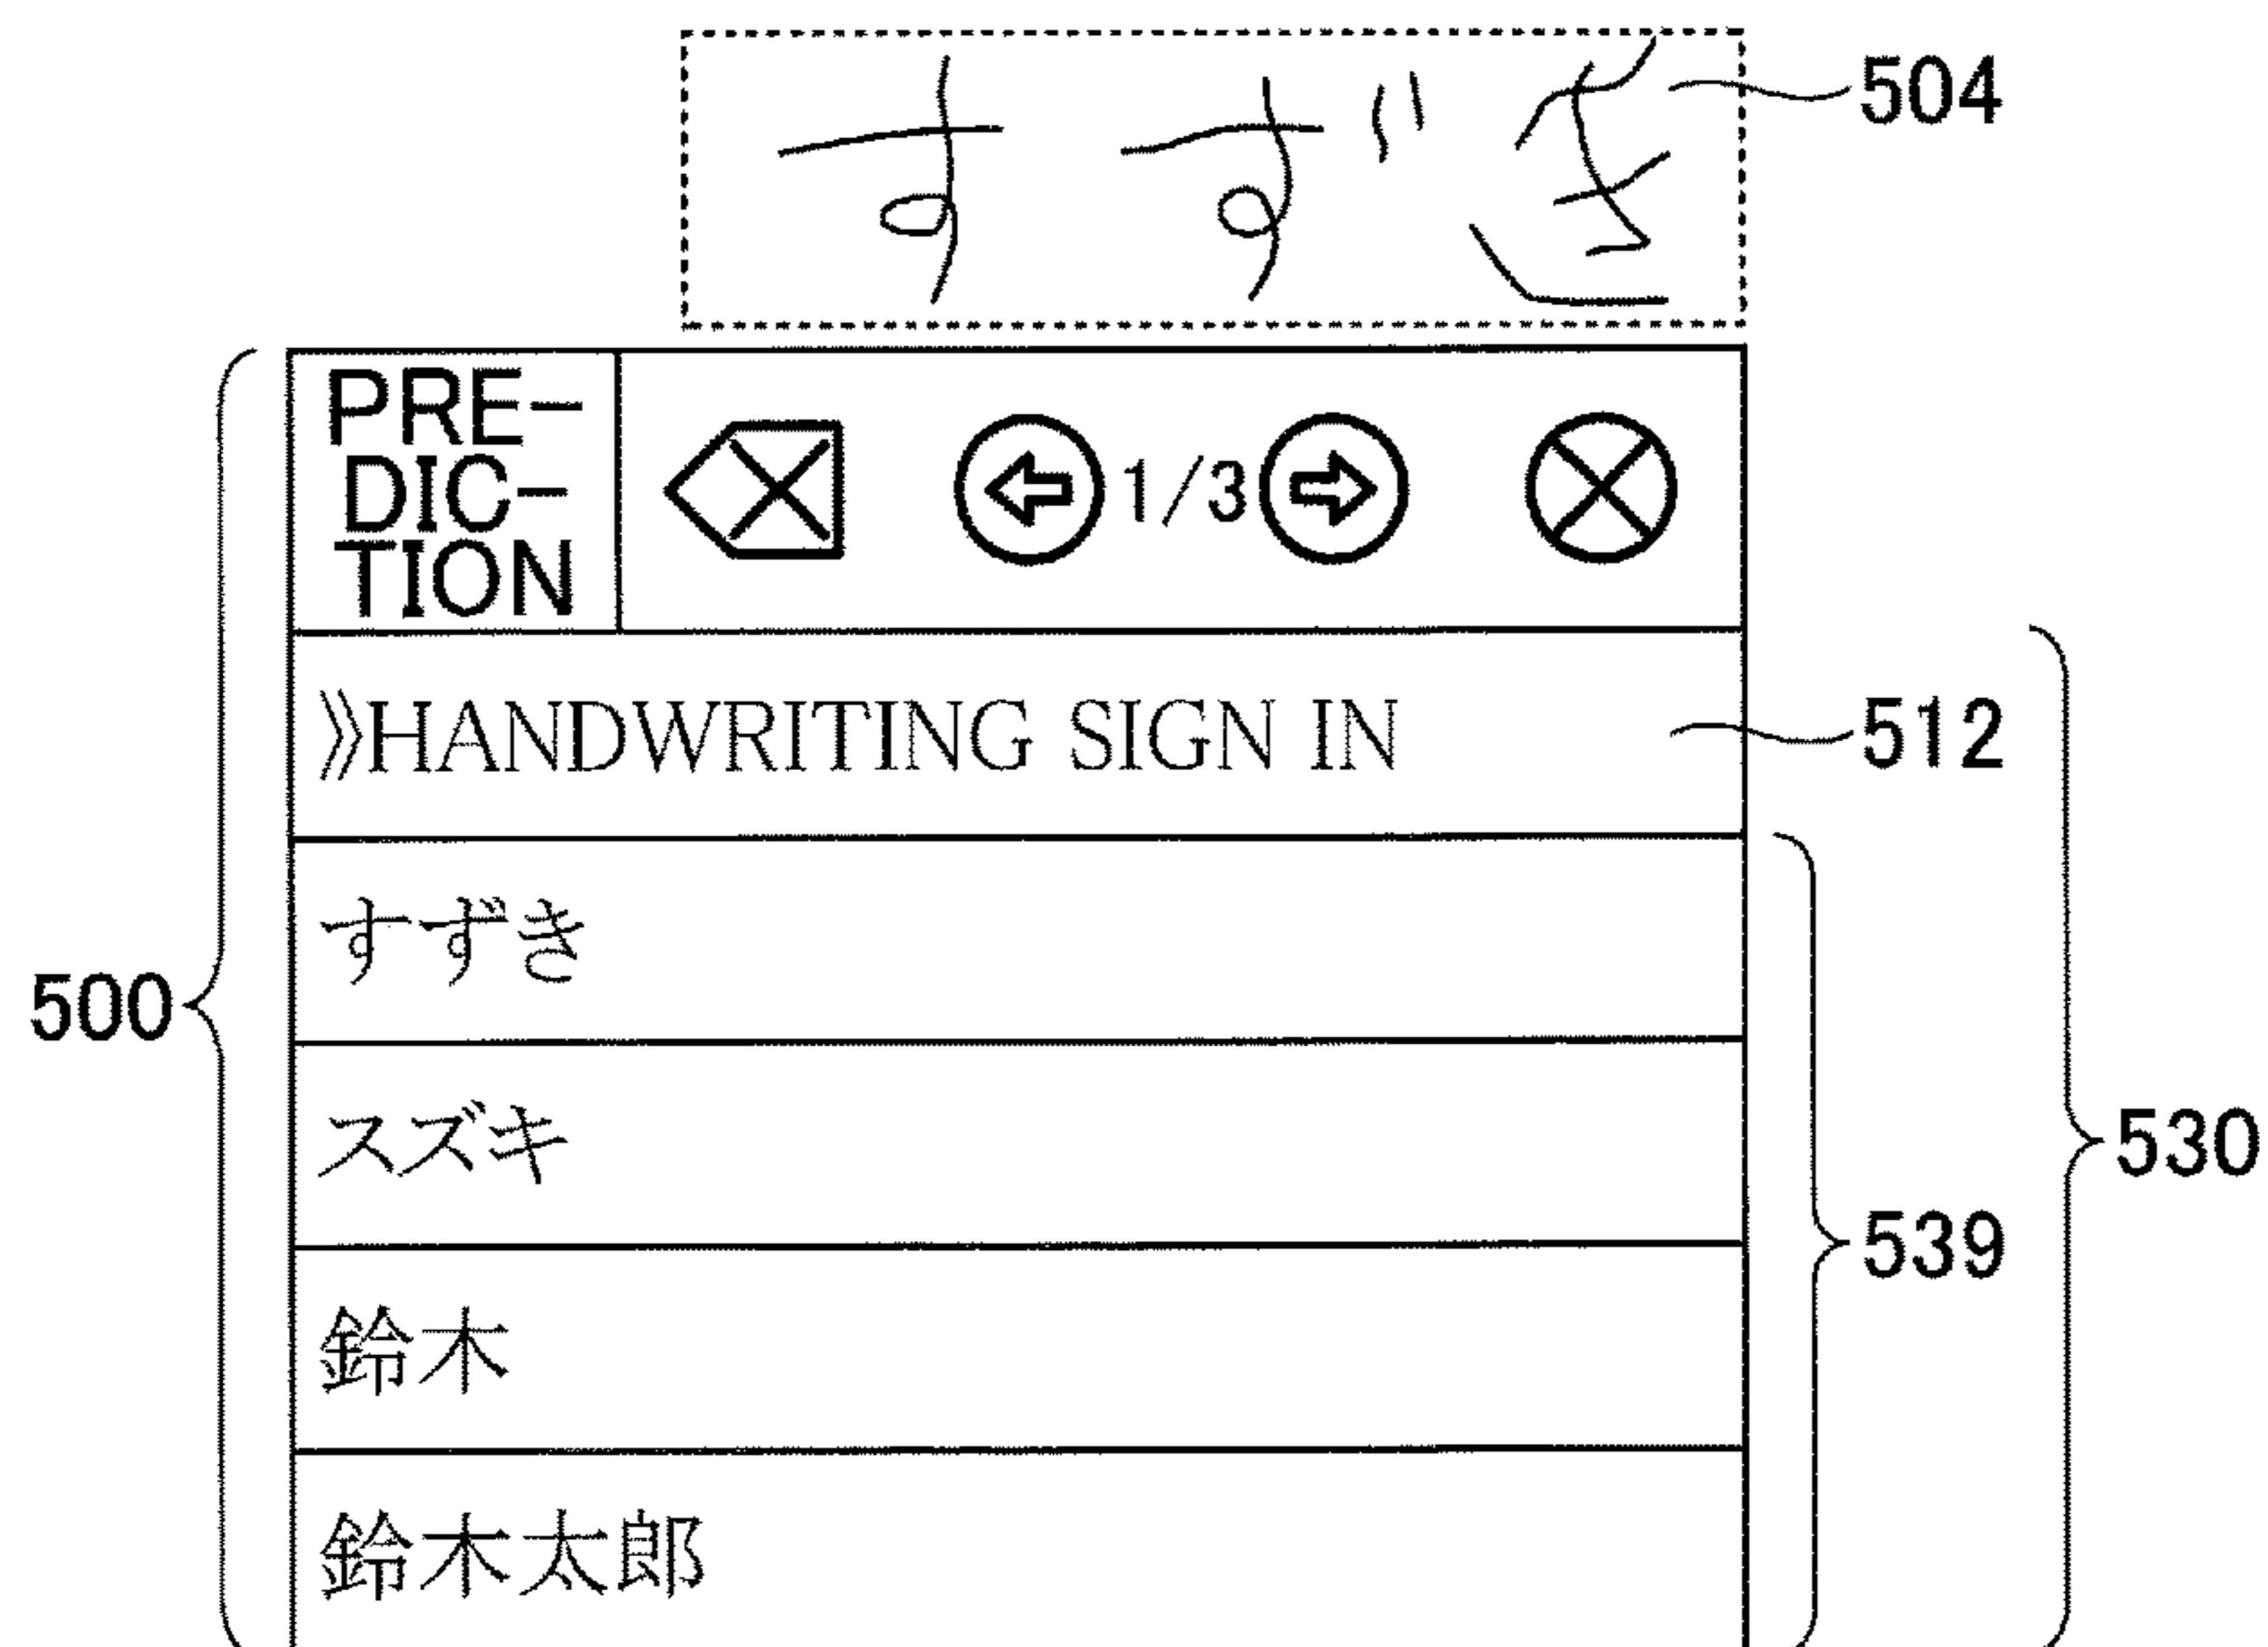 すずき
504
PRE-
DIC-
TION
1/3
》HANDWRITING SIGN IN
512
すずき
500
スズキ
530
539
鈴木
鈴木太郎